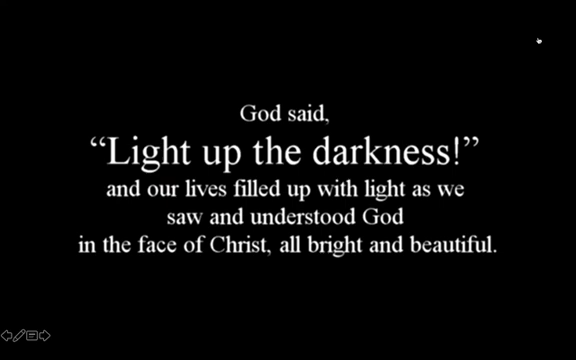 God said,
“Light up the darkness!”
and our lives filled up with light as we
saw and understood God
in the face of Christ, all bright and beautiful.